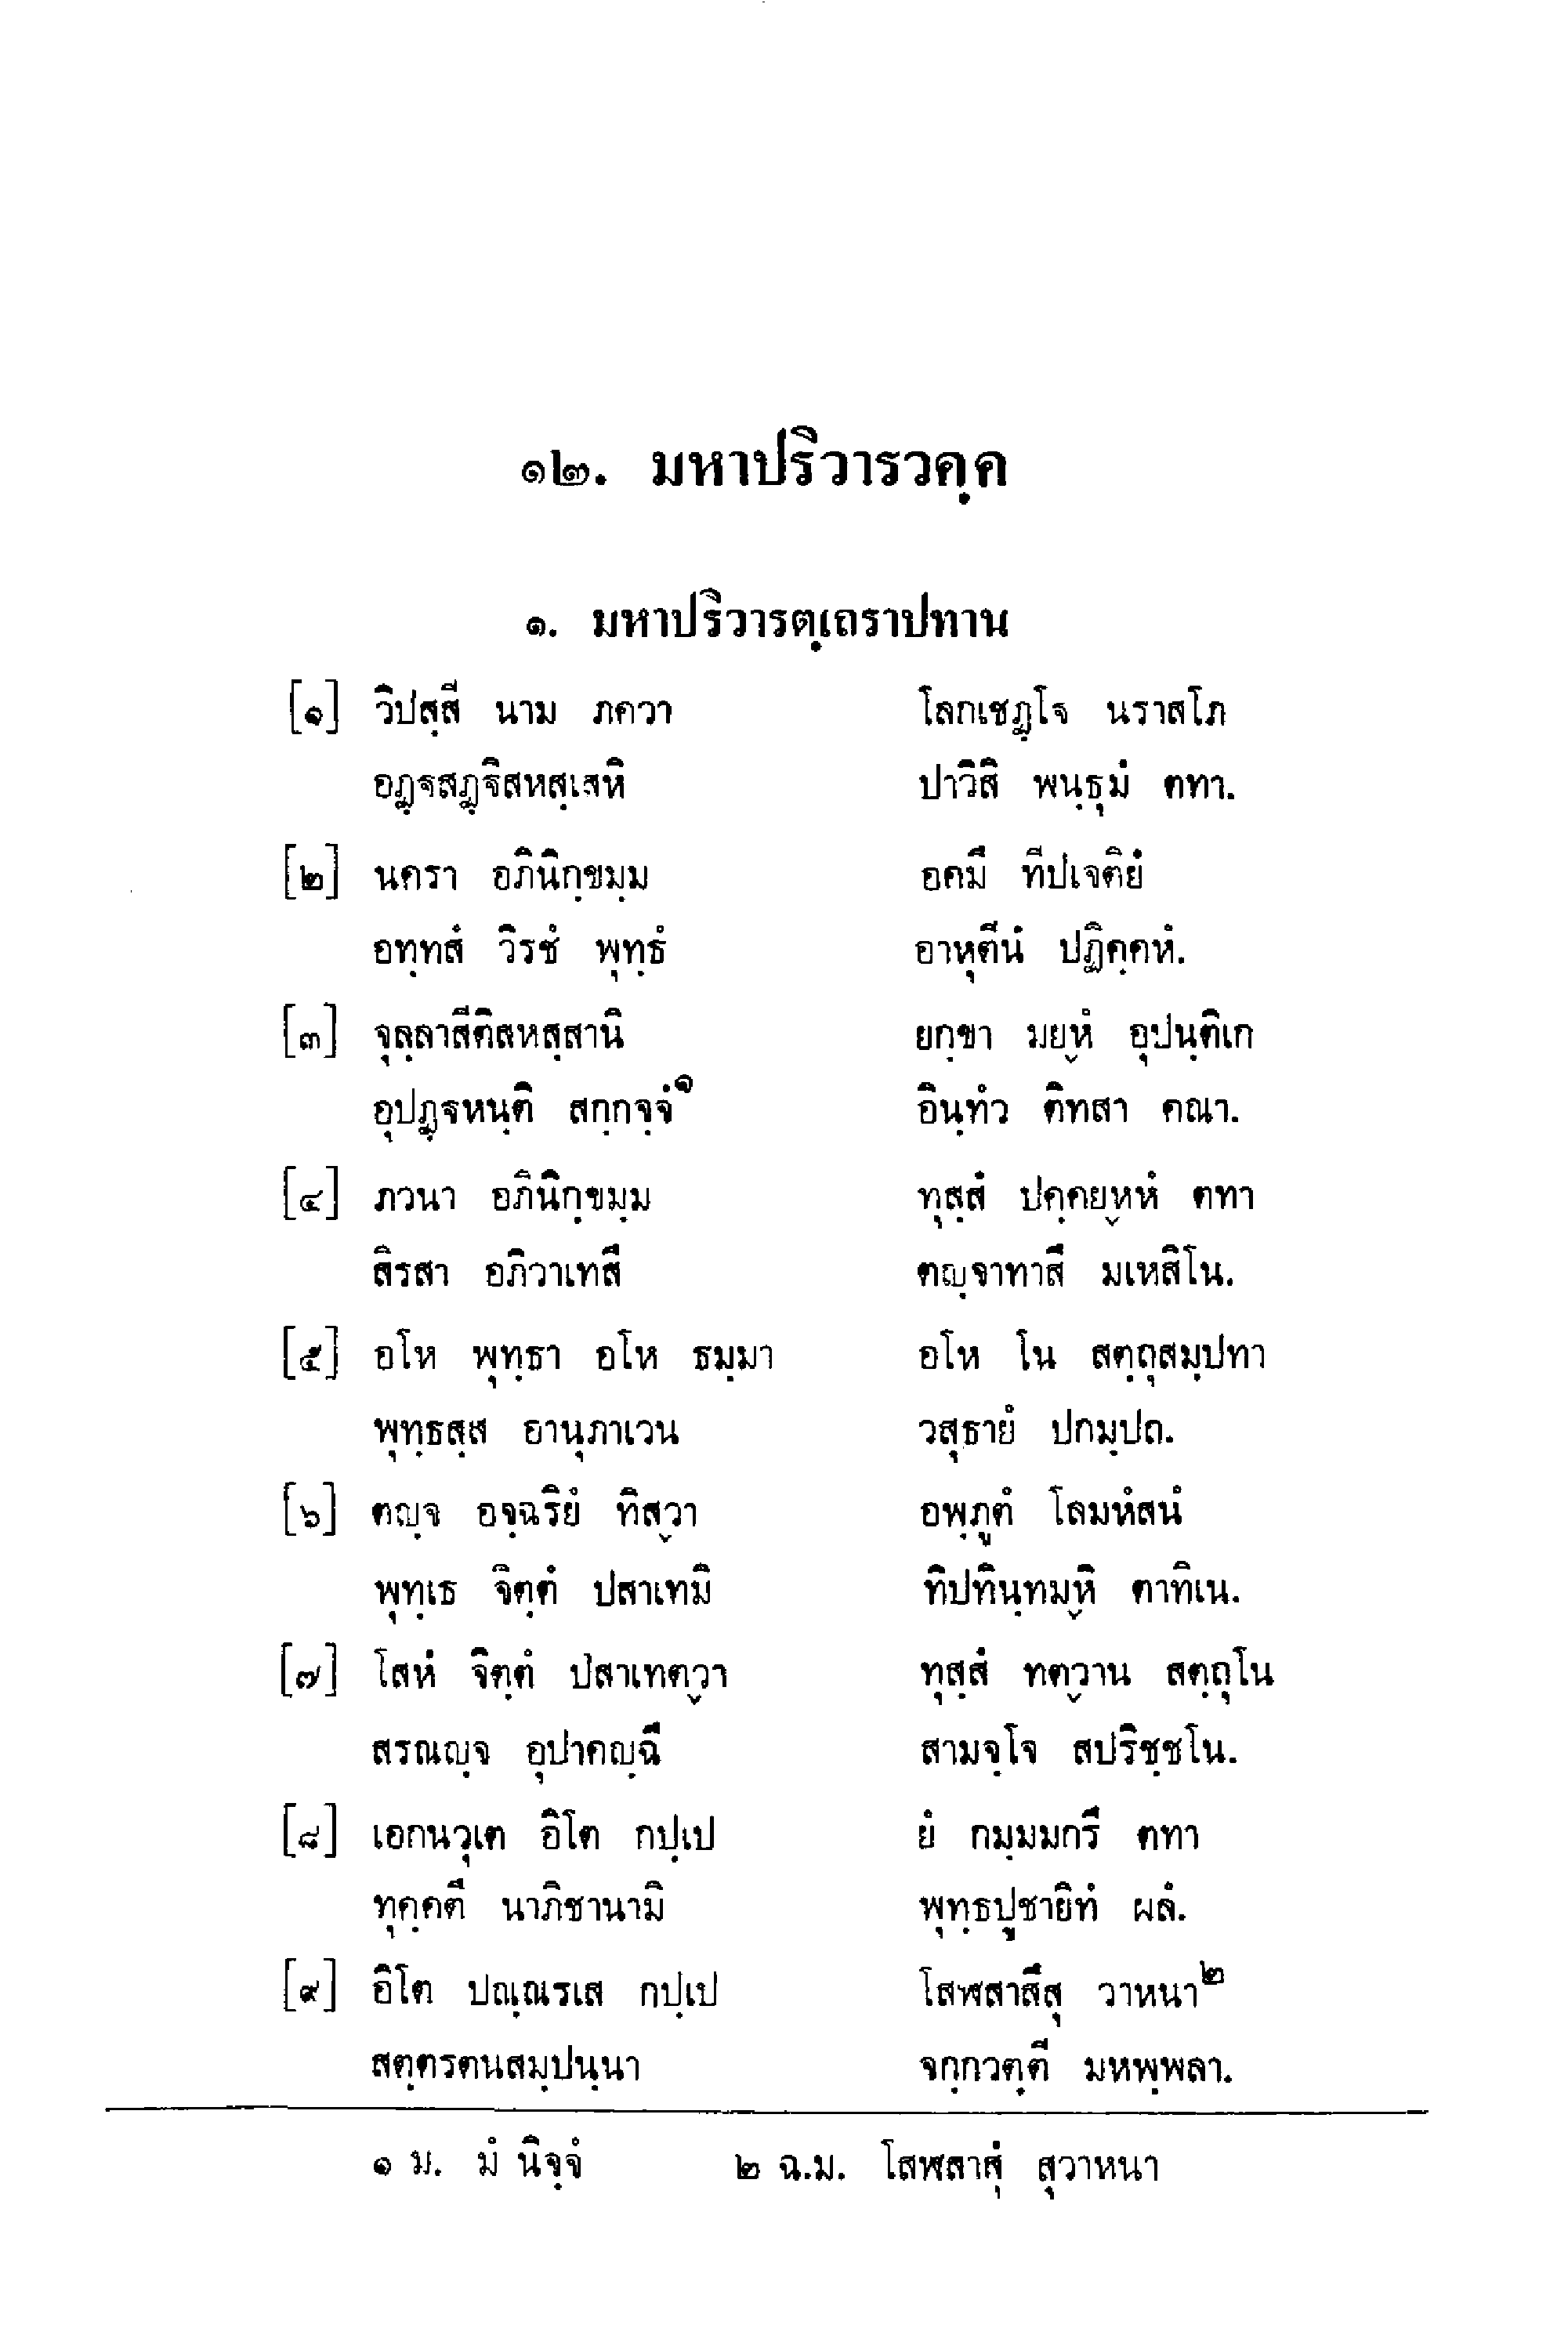 ๑๒. มหาปริวารวคฺค
๑. มหาปริวารตฺเถราปทาน
[๑] วิปสฺสี นาม ภควา โลกเชฏฺโฐ นราสโภ
อฏฺฐสฏฺฐิสหสฺเสหิ ปาวิสิ พนฺธุมํ ตทา.
[๒] นครา อภินิกฺขมฺม อคมึ ทีปเจติยํ
อทฺทสํ วิรชํ พุทฺธํ อาหุตีนํ ปฏิคฺคหํ.
[๓] จุลฺลาสีติสหสฺสานิ ยกฺขา มยฺหํ อุปนฺติเก
อุปฏฺฐหนฺติ สกฺกจฺจํ๑ อินฺทํว ติทสา คณา.
[๔] ภวนา อภินิกฺขมฺม ทุสฺสํ ปคฺคยฺหหํ ตทา
สิรสา อภิวาเทสึ ตญฺจาทาสึ มเหสิโน.
[๕] อโห พุทฺธา อโห ธมฺมา อโห โน สตฺถุสมฺปทา
พุทฺธสฺส อานุภาเวน วสุธายํ ปกมฺปถ.
[๖] ตญฺจ อจฺฉริยํ ทิสฺวา อพฺภูตํ โลมหํสนํ
พุทฺเธ จิตฺตํ ปสาเทมิ ทิปทินฺทมฺหิ ตาทิเน.
[๗] โสหํ จิตฺตํ ปสาเทตฺวา ทุสฺสํ ทตฺวาน สตฺถุโน
สรณญฺจ อุปาคญฺฉึ สามจฺโจ สปริชฺชโน.
[๘] เอกนวุเต อิโต กปฺเป ยํ กมฺมมกรึ ตทา
ทุคฺคตึ นาภิชานามิ พุทฺธปูชายิทํ ผลํ.
[๙] อิโต ปณฺณรเส กปฺเป โสฬสาสึสุ วาหนา๒
สตฺตรตนสมฺปนฺนา จกฺกวตฺตี มหพฺพลา.
๑ ม. มํ นิจฺจํ ๒ ฉ.ม. โสฬสาสุํ สุวาหนา